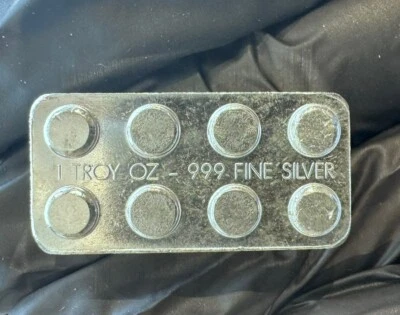 1 TROY OZ - 999 FINE SILVER